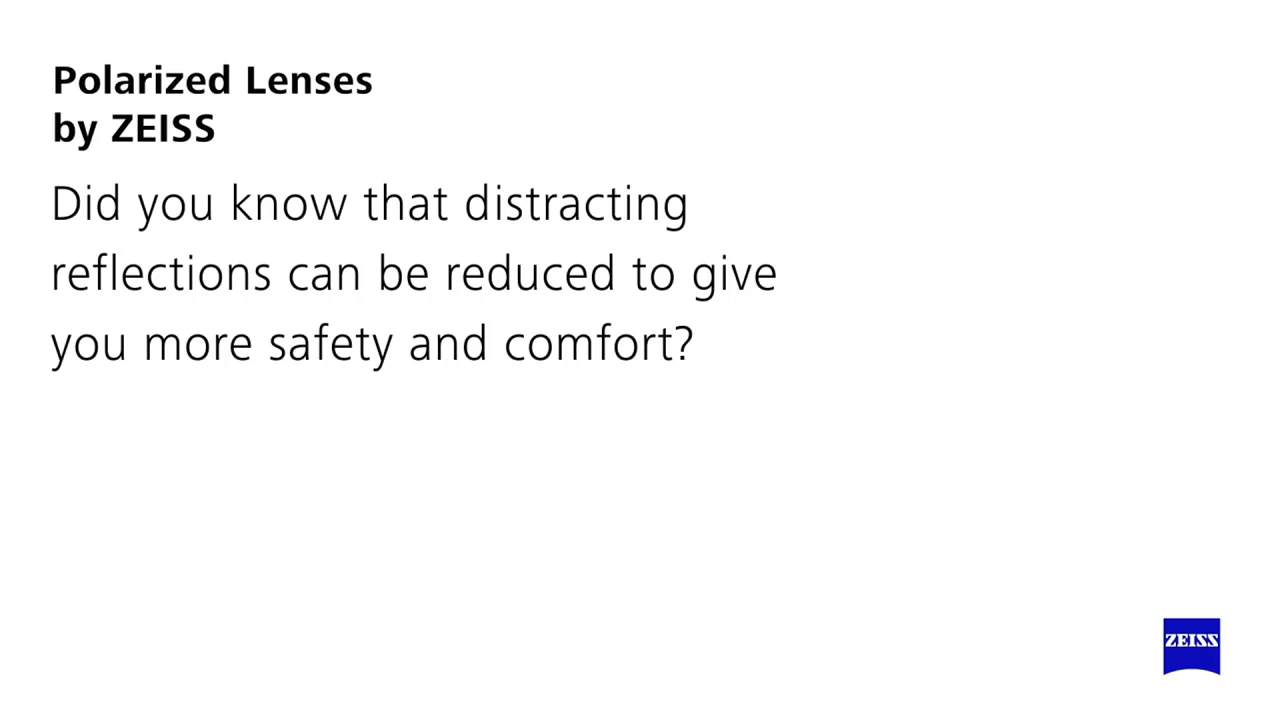 Polarized Lenses
by ZEISS
Did you know that distracting
reflections can be reduced to give
you more safety and comfort?
ZEISS